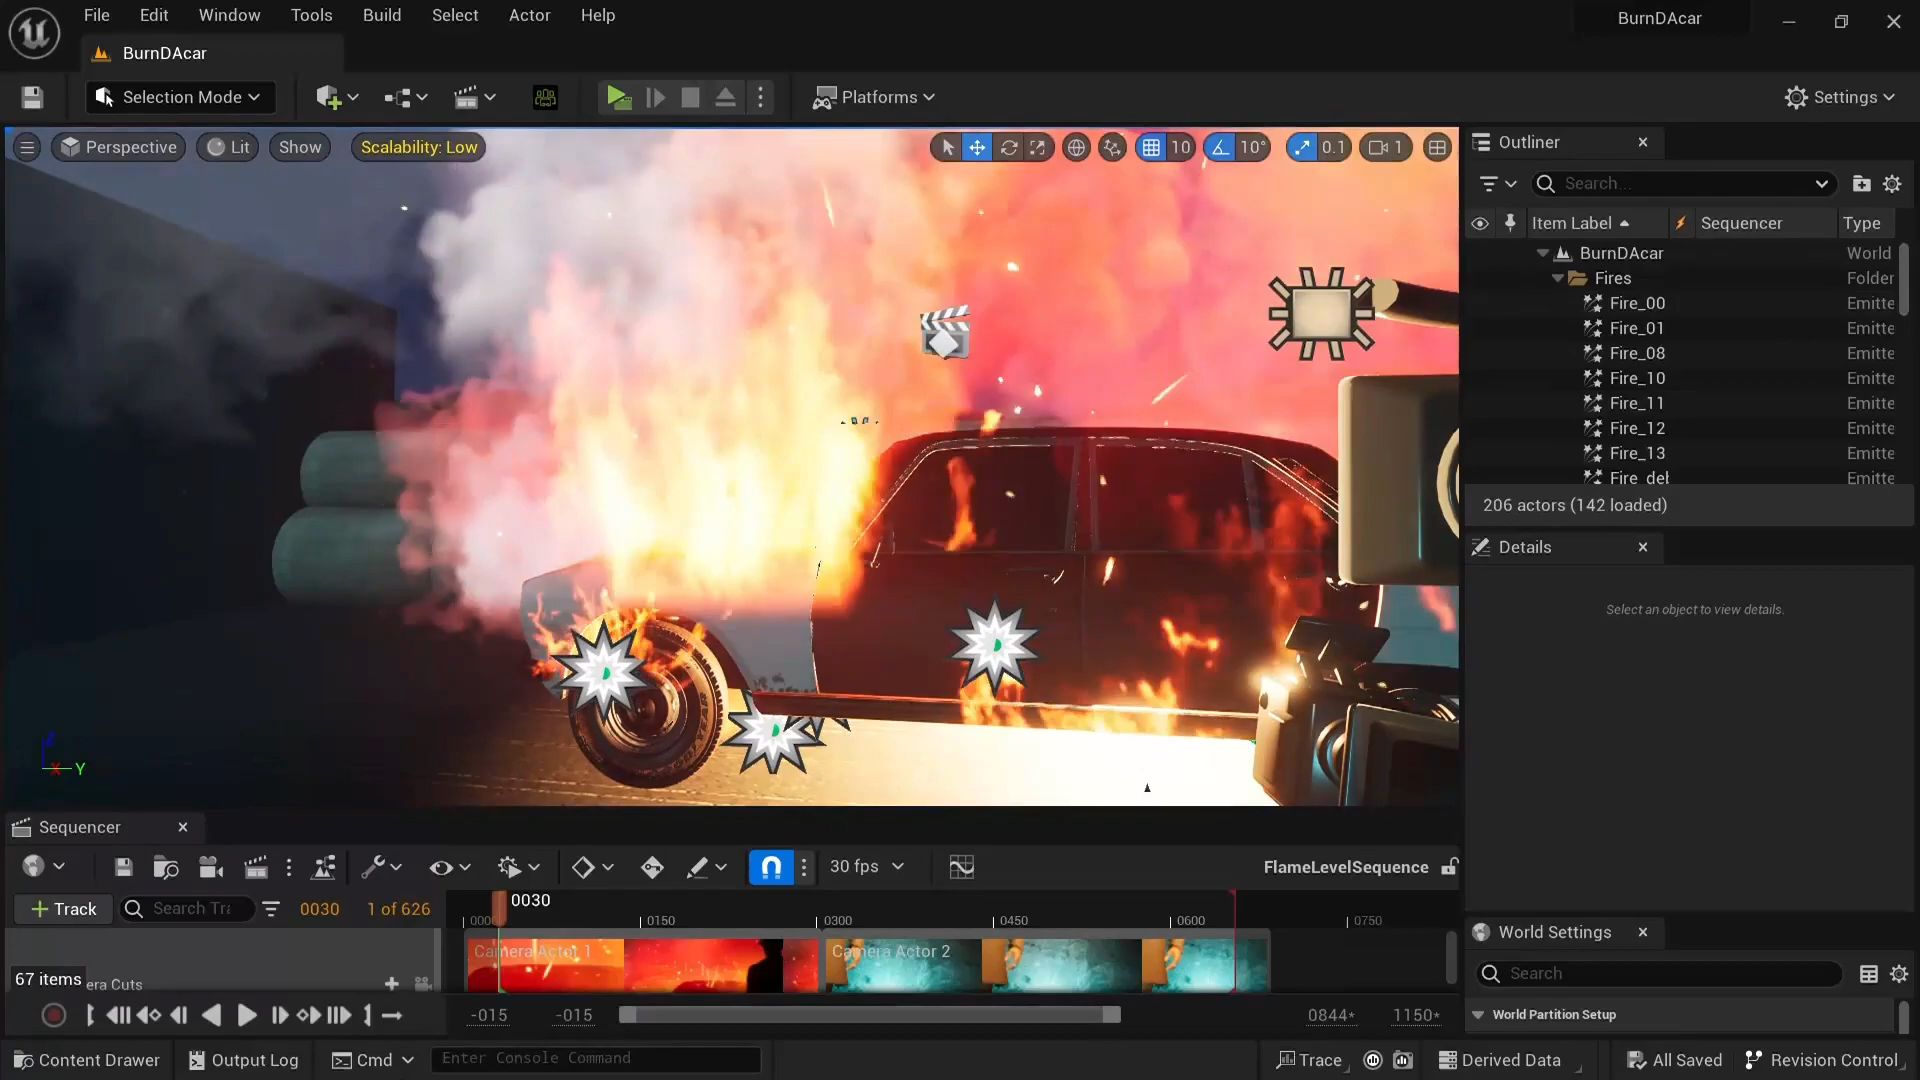 File Edit Window Tools Build Select Actor Help
BurnDAcar
BurnDAcar
Selection Mode
Platforms
Settings
Perspective
Lit
Show
Scalability: Low
10
10°
0.1
1
Outliner
Search...
Item Label
Sequencer
Type
BurnDAcar World
Fires Folder
Fire_00 Emitte
Fire_01 Emitte
Fire_08 Emitte
Fire_10 Emitte
Fire_11 Emitte
Fire_12 Emitte
Fire_13 Emitte
Fire_deb Emitte
206 actors (142 loaded)
Details
Select an object to view details.
Y
X
Sequencer
30 fps
FlameLevelSequence
+ Track
Search Tra
0030
1 of 626
0030
0000 0150 0300 0450 0600 0750
Camera Actor 1
Camera Actor 2
67 items
era Cuts
-015
-015
0844*
1150*
World Settings
Search
World Partition Setup
Content Drawer
Output Log
Cmd
Enter Console Command
Trace
Derived Data
All Saved
Revision Control